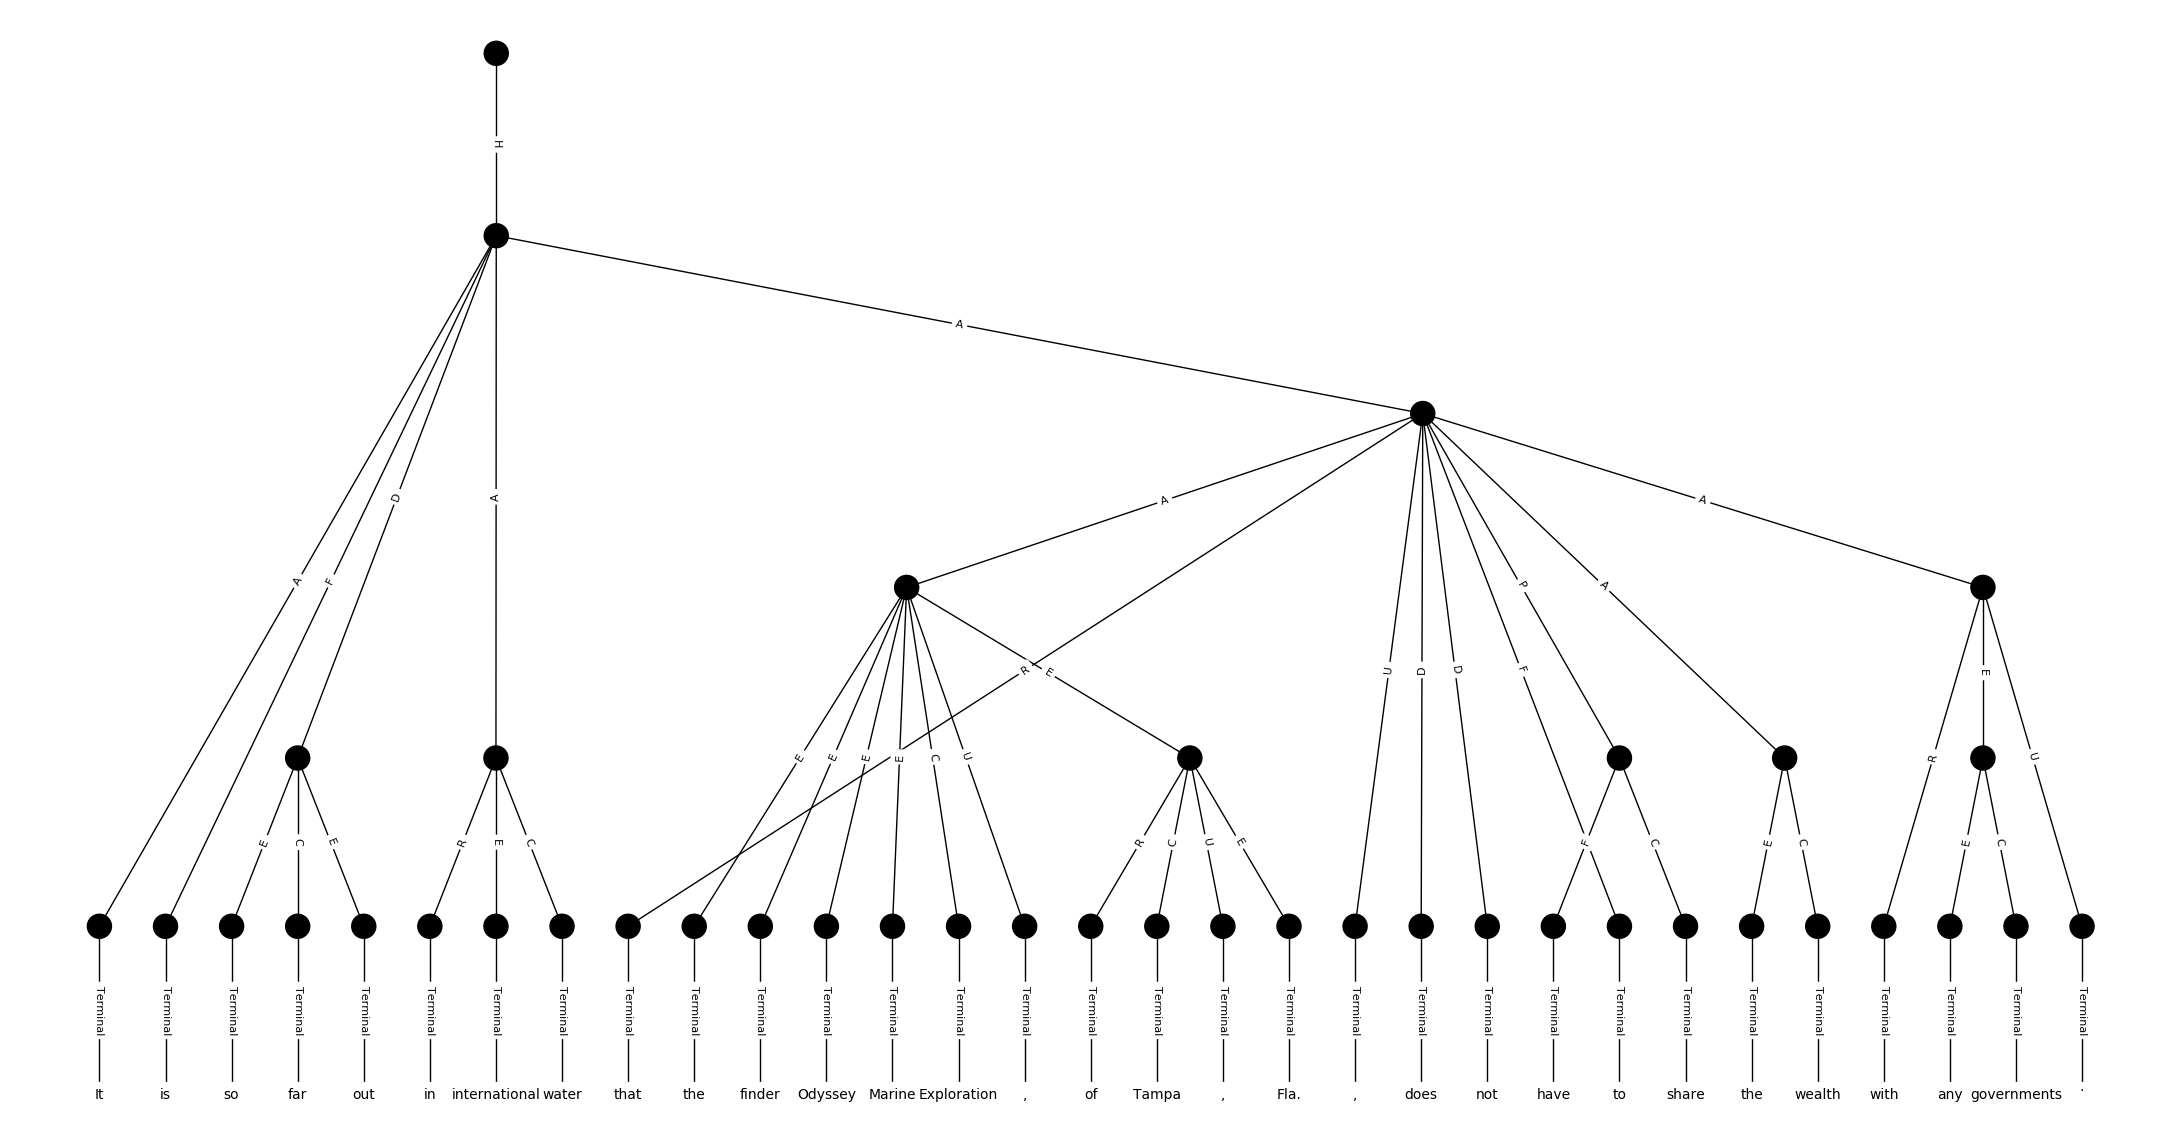 H
A
A F D A A A
R E
U D D F P A R E U
E E E E C U
E C E R E C R C U E F C E C E C
Terminal Terminal Terminal Terminal Terminal Terminal Terminal Terminal Terminal Terminal Terminal Terminal Terminal Terminal Terminal Terminal Terminal Terminal Terminal Terminal Terminal Terminal Terminal Terminal Terminal Terminal Terminal Terminal Terminal Terminal Terminal
It is so far out in international water that the finder Odyssey Marine Exploration , of Tampa , Fla. , does not have to share the wealth with any governments .